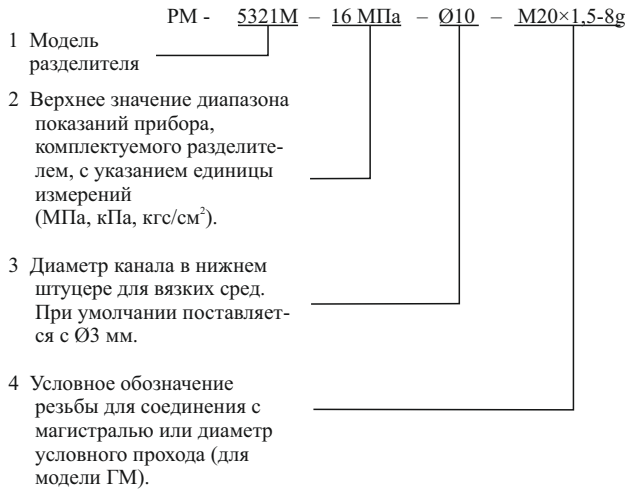 РМ - 5321М – 16 МПа – Ø10 – М20×1,5-8g
1 Модель
разделителя
2 Верхнее значение диапазона
показаний прибора,
комплектуемого разделите-
лем, с указанием единицы
измерений
(МПа, кПа, кгс/см²).
3 Диаметр канала в нижнем
штуцере для вязких сред.
При умолчании поставляет-
ся с Ø3 мм.
4 Условное обозначение
резьбы для соединения с
магистралью или диаметр
условного прохода (для
модели ГМ).